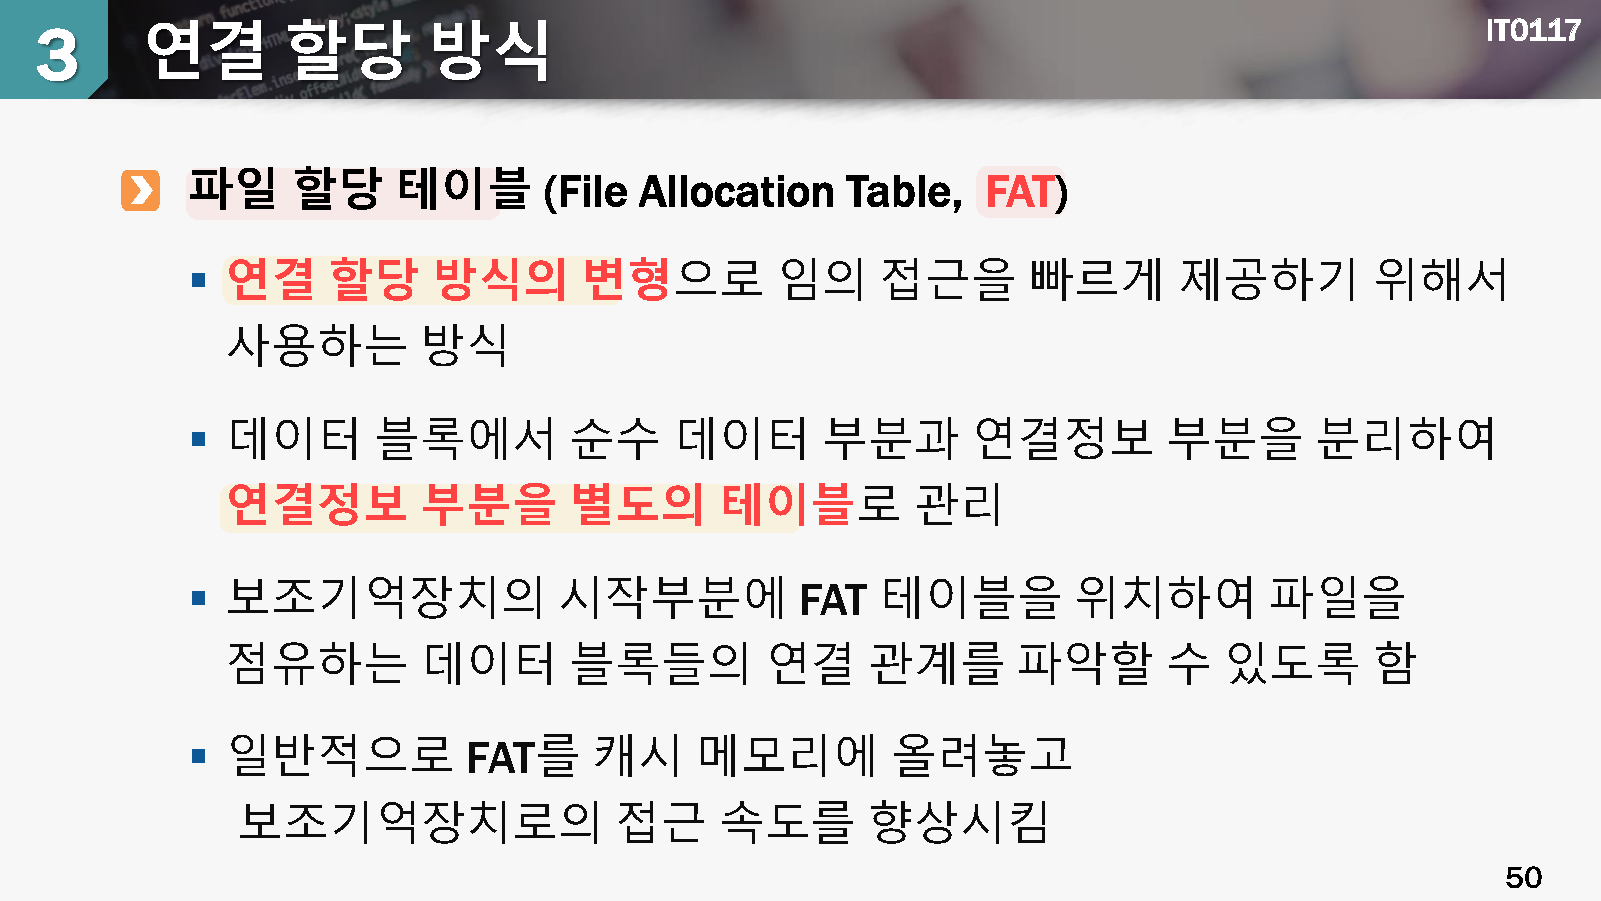 3 연결 할당 방식
IT0117
파일 할당 테이블 (File Allocation Table, FAT)
▪ 연결 할당 방식의 변형으로 임의 접근을 빠르게 제공하기 위해서
사용하는 방식
▪ 데이터 블록에서 순수 데이터 부분과 연결정보 부분을 분리하여
연결정보 부분을 별도의 테이블로 관리
▪ 보조기억장치의 시작부분에 FAT 테이블을 위치하여 파일을
점유하는 데이터 블록들의 연결 관계를 파악할 수 있도록 함
▪ 일반적으로 FAT를 캐시 메모리에 올려놓고
보조기억장치로의 접근 속도를 향상시킴
50